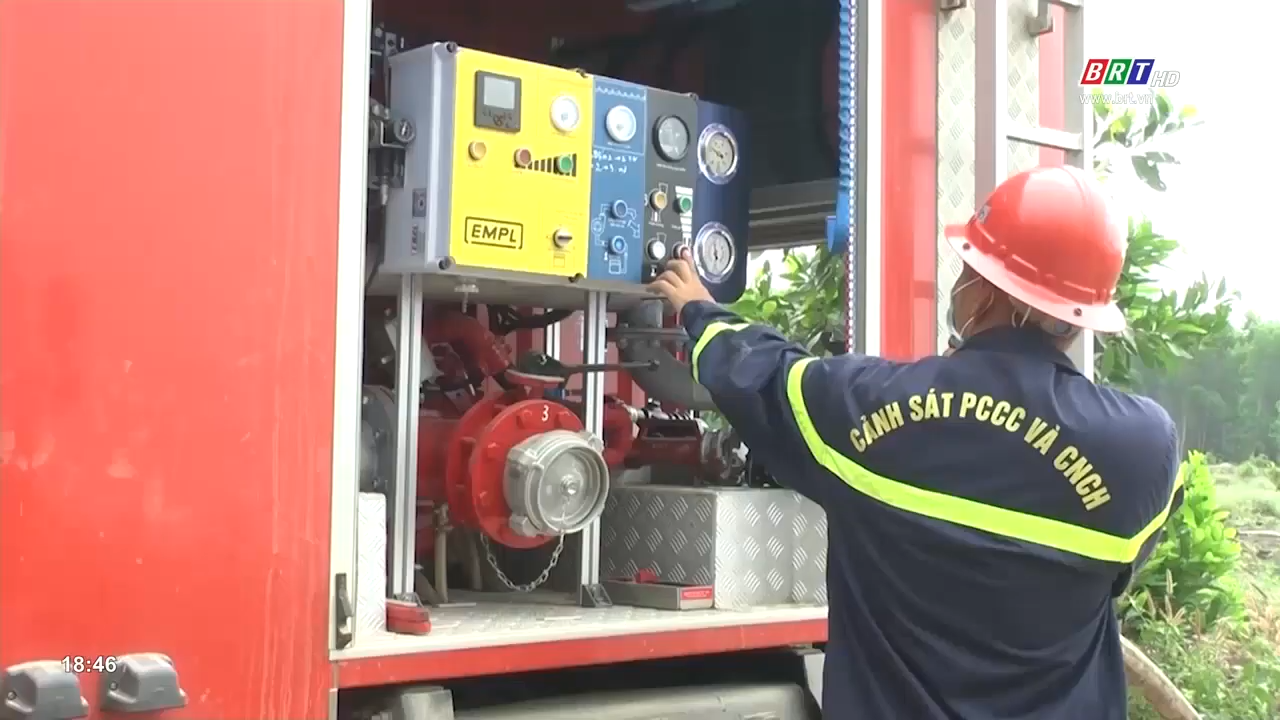 BRT HD
www.brt.vn
EMPL
3
CẢNH SÁT PCCC VÀ CNCH
18:46